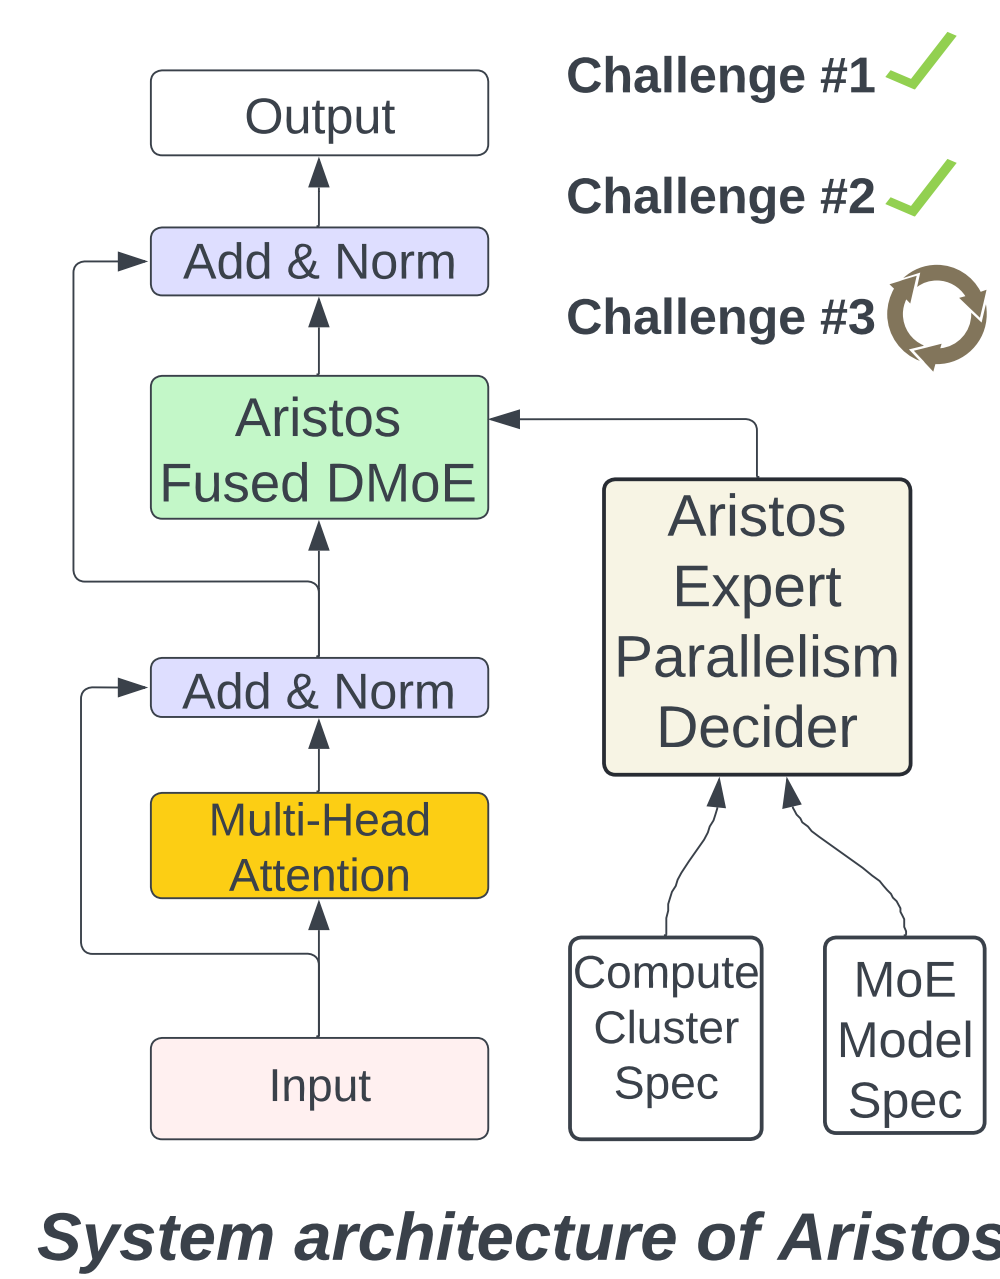 Challenge #1
Output
Challenge #2
Add & Norm
Challenge #3
Aristos
Fused DMoE
Aristos
Expert
Parallelism
Decider
Add & Norm
Multi-Head
Attention
Compute
Cluster
Spec
MoE
Model
Spec
Input
System architecture of Aristos